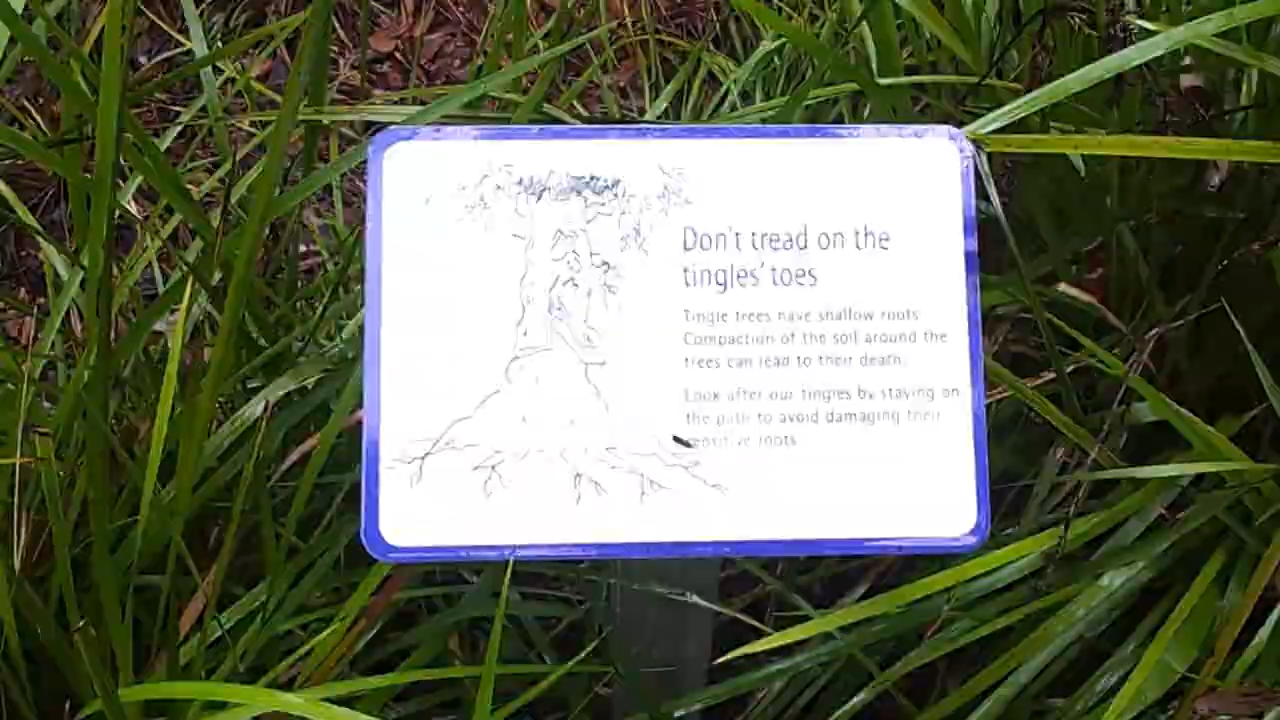 Don't tread on the
tingles' toes
Tingle trees have shallow roots
Compaction of the soil around the
trees can lead to their death.
Look after our tingles by staying on
the path to avoid damaging their
sensitive roots